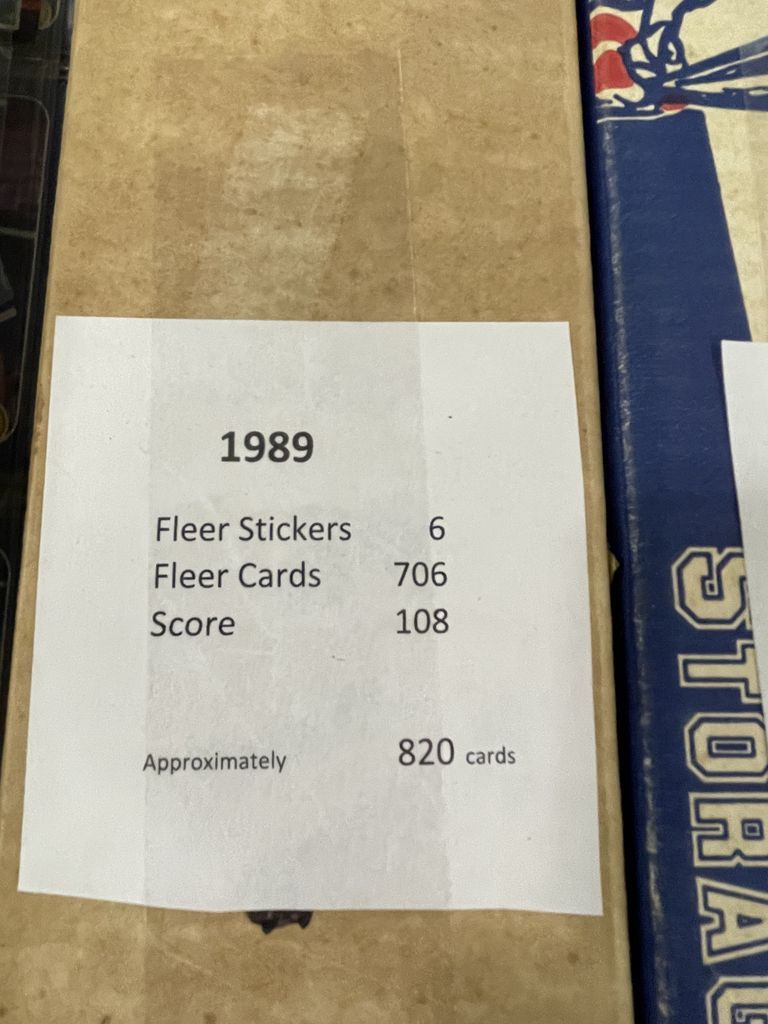 1989
Fleer Stickers 6
Fleer Cards 706
Score 108
Approximately 820 cards
STORAG